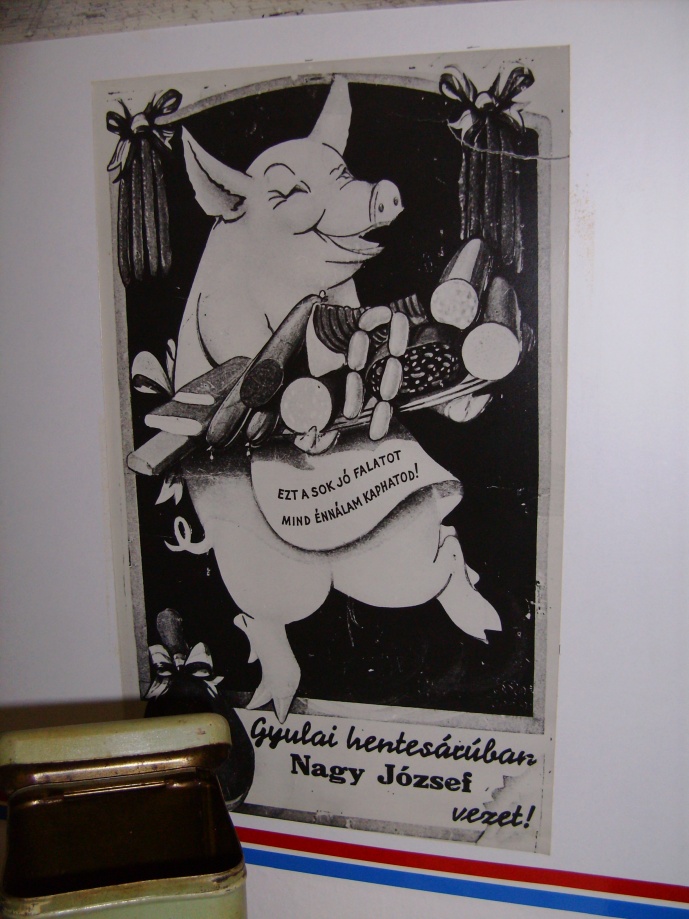 EZT A SOK JÓ FALATOT
MIND ÉNNÁLAM KAPHATOD!
Gyulai hentesárúban
Nagy József
vezet!